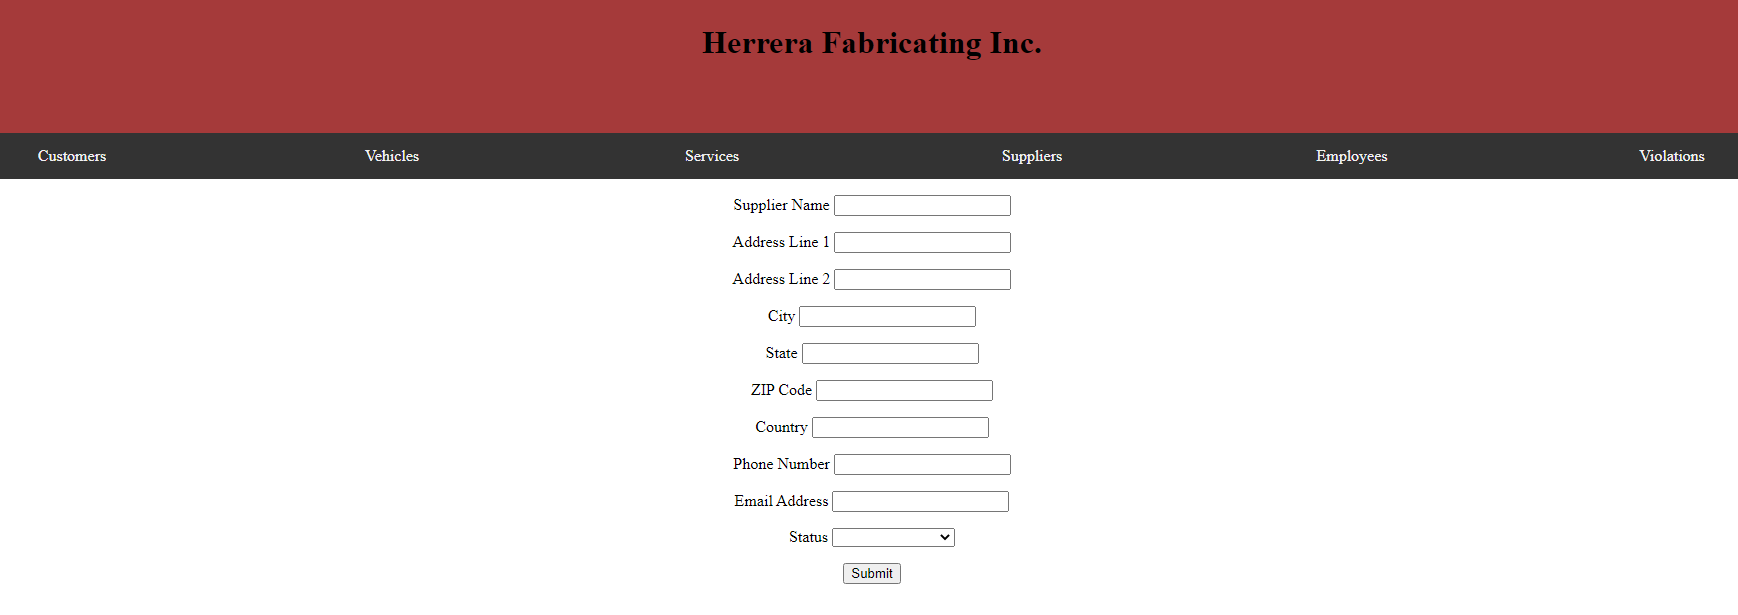 Herrera Fabricating Inc.
Customers Vehicles Services Suppliers Employees Violations
Supplier Name
Address Line 1
Address Line 2
City
State
ZIP Code
Country
Phone Number
Email Address
Status
Submit